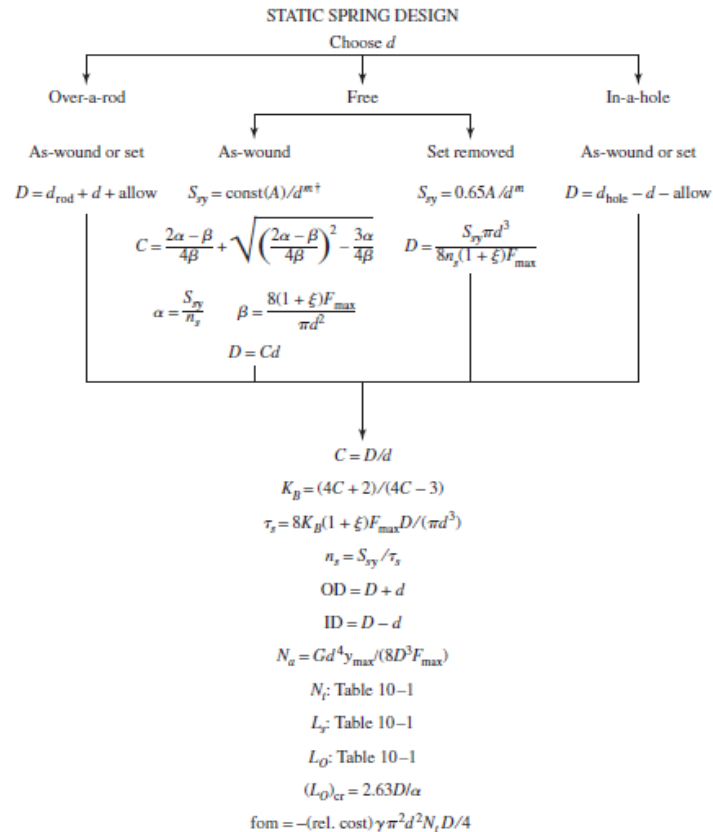 STATIC SPRING DESIGN
Choose d
Over-a-rod Free In-a-hole
As-wound or set As-wound Set removed As-wound or set
D = d_rod + d + allow S_sy = const(A)/d^m† S_sy = 0.65A/d^m D = d_hole − d − allow
C = (2α − β)/(4β) + √(((2α − β)/(4β))² − 3α/(4β)) D = S_sy πd³/(8n_s(1 + ξ)F_max)
α = S_sy/n_s β = 8(1 + ξ)F_max/(πd²)
D = Cd
C = D/d
K_B = (4C + 2)/(4C − 3)
τ_s = 8K_B(1 + ξ)F_max D/(πd³)
n_s = S_sy/τ_s
OD = D + d
ID = D − d
N_a = Gd⁴y_max/(8D³F_max)
N_t: Table 10–1
L_s: Table 10–1
L_O: Table 10–1
(L_O)_cr = 2.63D/α
fom = −(rel. cost)γπ²d²N_t D/4